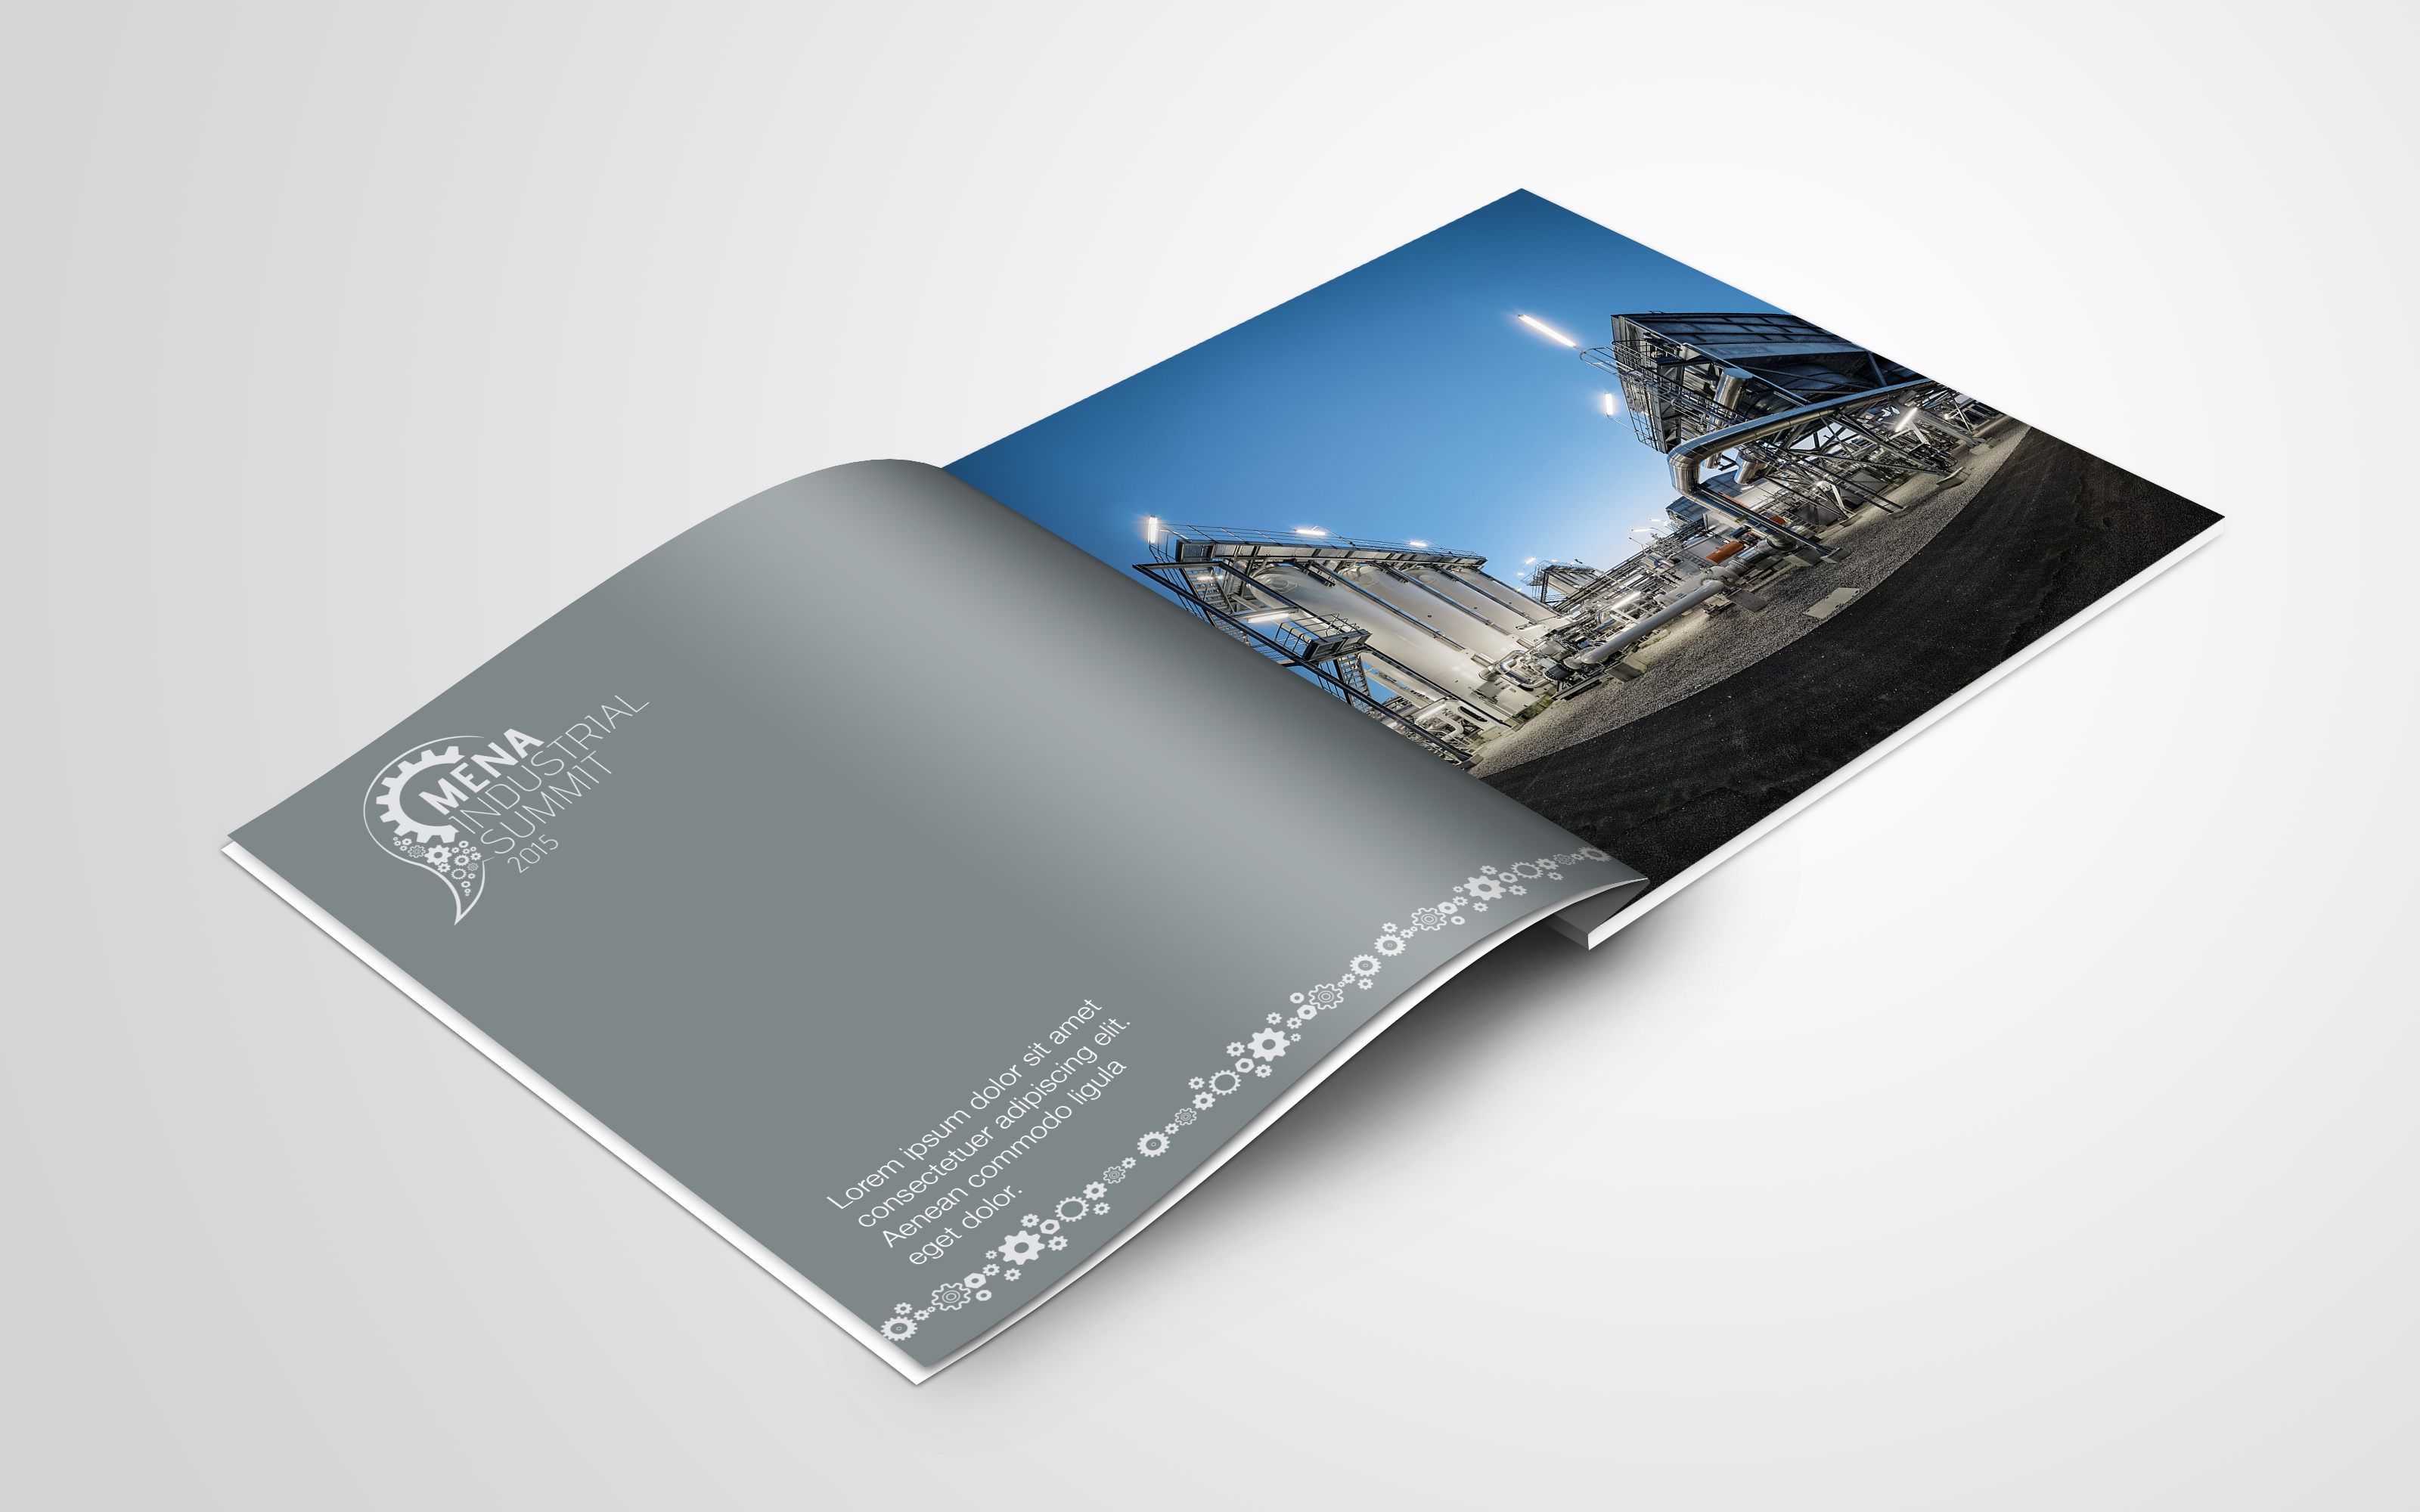 MENA
INDUSTRIAL
SUMMIT
2015
Lorem ipsum dolor sit amet
consectetuer adipiscing elit.
Aenean commodo ligula
eget dolor.